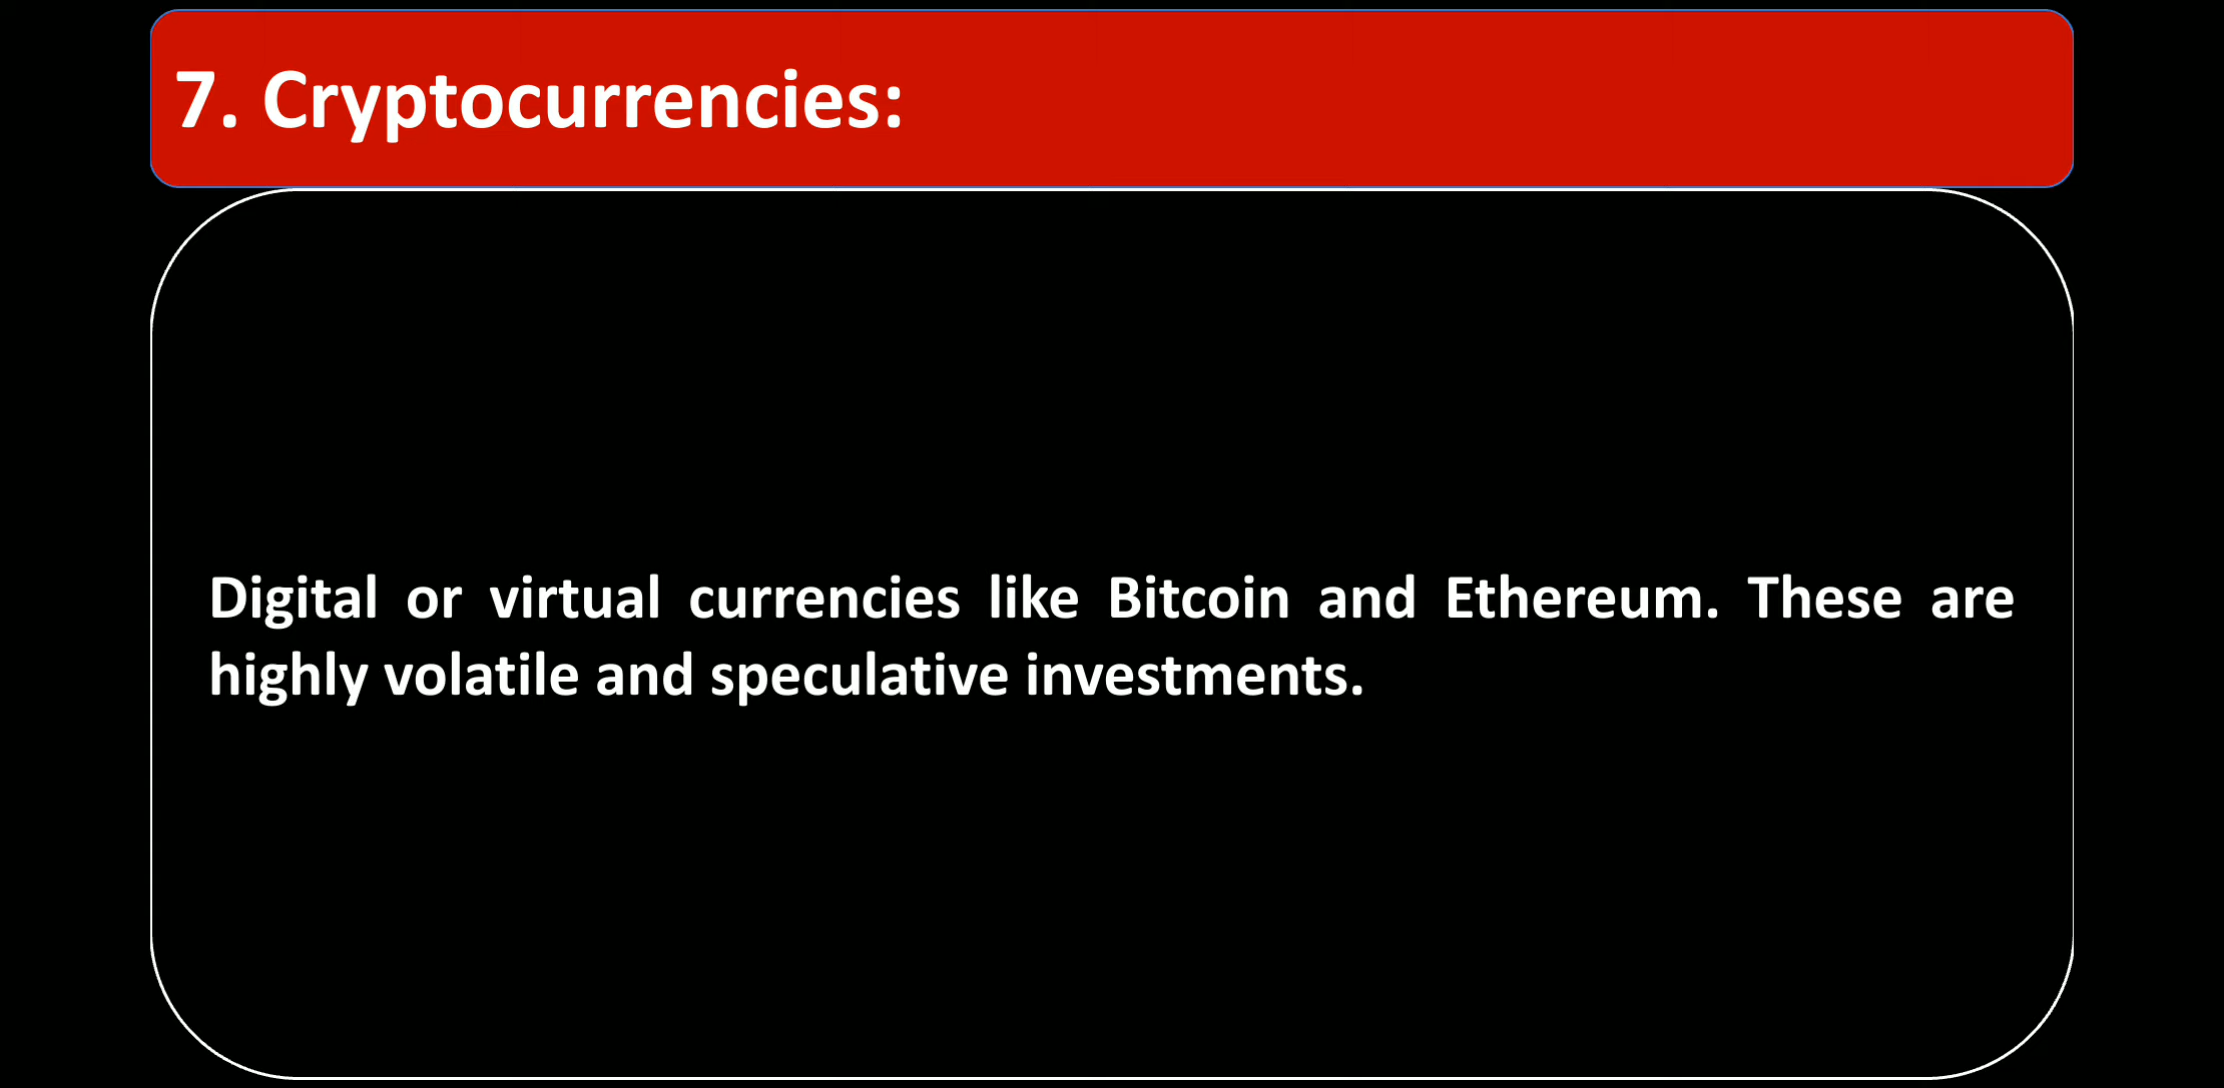 7. Cryptocurrencies:
Digital or virtual currencies like Bitcoin and Ethereum. These are
highly volatile and speculative investments.